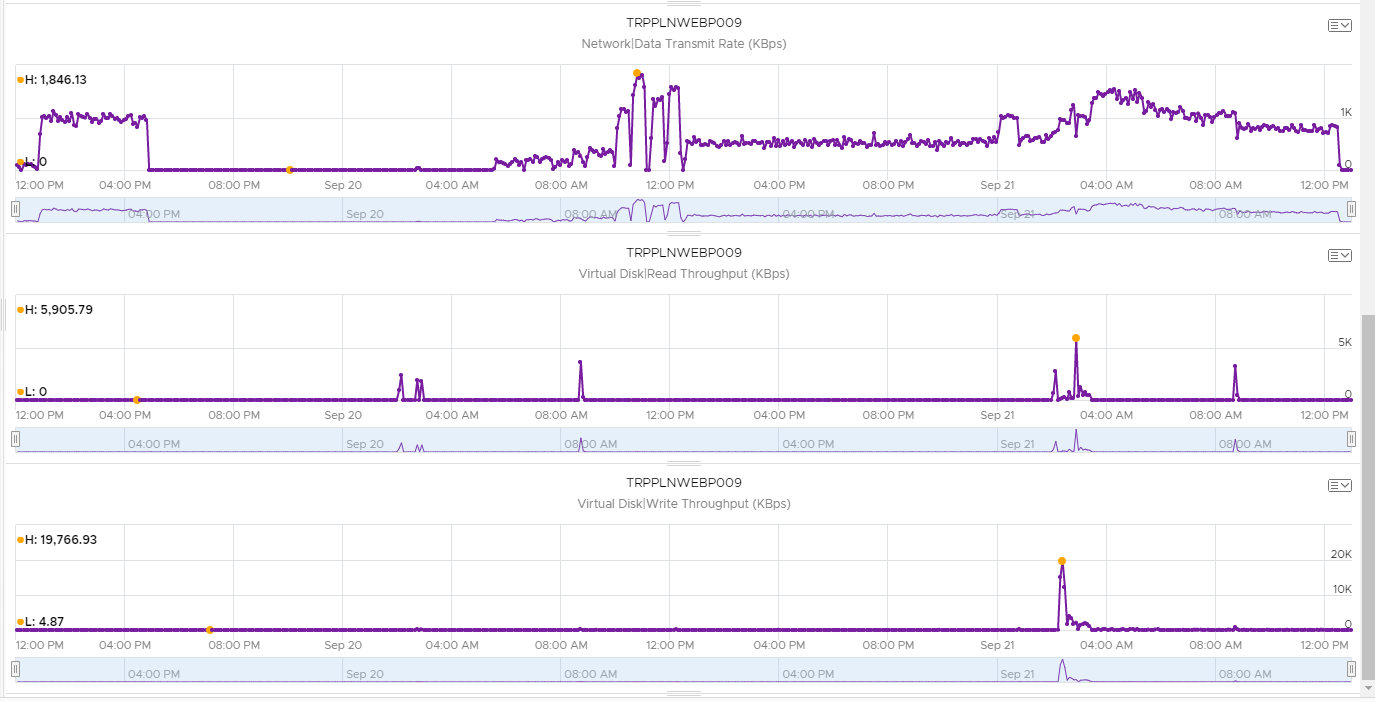 TRPPLNWEBP009
Network|Data Transmit Rate (KBps)
H: 1,846.13
1K
L: 0
0
12:00 PM 04:00 PM 08:00 PM Sep 20 04:00 AM 08:00 AM 12:00 PM 04:00 PM 08:00 PM Sep 21 04:00 AM 08:00 AM 12:00 PM
04:00 PM Sep 20 08:00 AM 04:00 PM Sep 21 08:00 AM
TRPPLNWEBP009
Virtual Disk|Read Throughput (KBps)
H: 5,905.79
5K
L: 0
0
12:00 PM 04:00 PM 08:00 PM Sep 20 04:00 AM 08:00 AM 12:00 PM 04:00 PM 08:00 PM Sep 21 04:00 AM 08:00 AM 12:00 PM
04:00 PM Sep 20 08:00 AM 04:00 PM Sep 21 08:00 AM
TRPPLNWEBP009
Virtual Disk|Write Throughput (KBps)
H: 19,766.93
20K
10K
L: 4.87
0
12:00 PM 04:00 PM 08:00 PM Sep 20 04:00 AM 08:00 AM 12:00 PM 04:00 PM 08:00 PM Sep 21 04:00 AM 08:00 AM 12:00 PM
04:00 PM Sep 20 08:00 AM 04:00 PM Sep 21 08:00 AM